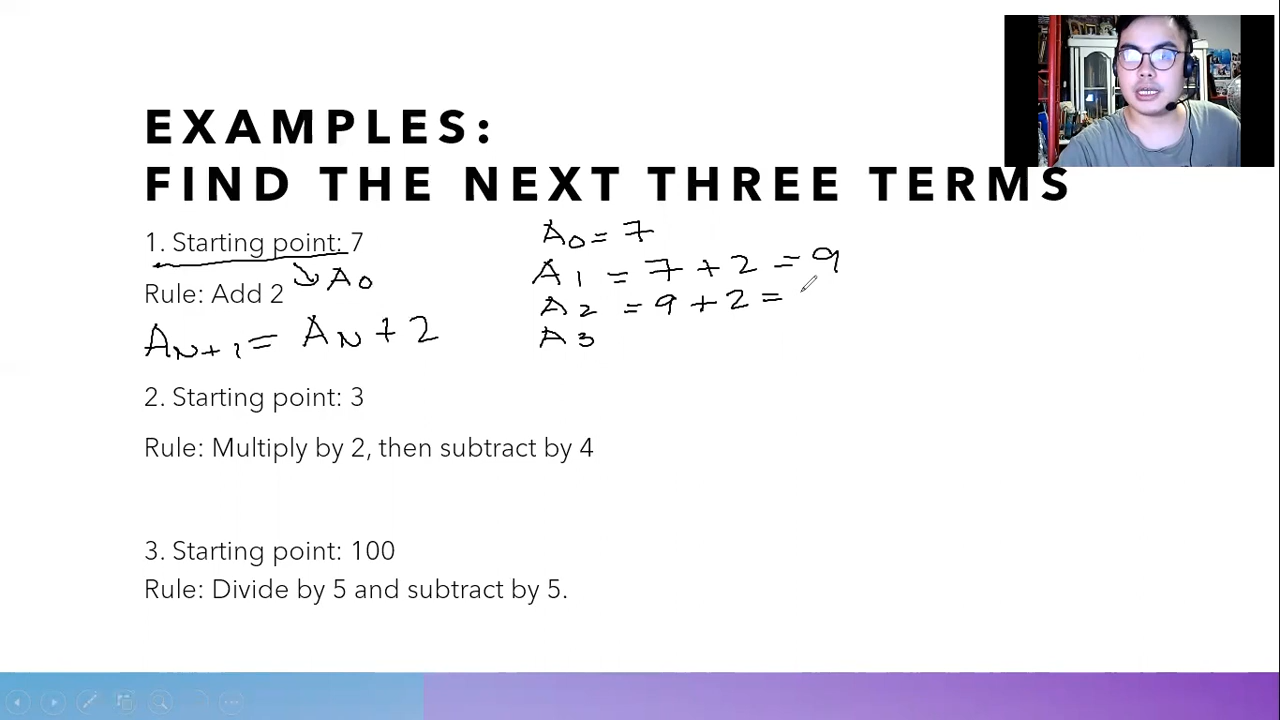 EXAMPLES:
FIND THE NEXT THREE TERMS
1. Starting point: 7
A0
Rule: Add 2
AN+1 = AN + 2
A0 = 7
A1 = 7 + 2 = 9
A2 = 9 + 2 =
A3
2. Starting point: 3
Rule: Multiply by 2, then subtract by 4
3. Starting point: 100
Rule: Divide by 5 and subtract by 5.